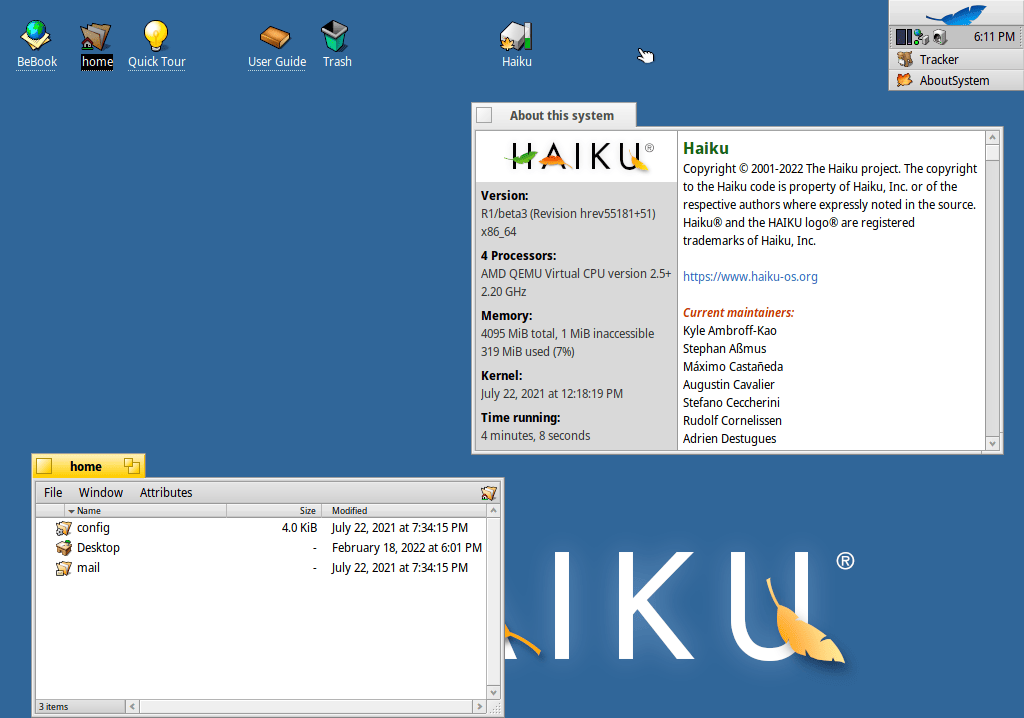 BeBook
home
Quick Tour
User Guide
Trash
Haiku
6:11 PM
Tracker
AboutSystem
About this system
HAIKU®
Version:
R1/beta3 (Revision hrev55181+51)
x86_64
4 Processors:
AMD QEMU Virtual CPU version 2.5+
2.20 GHz
Memory:
4095 MiB total, 1 MiB inaccessible
319 MiB used (7%)
Kernel:
July 22, 2021 at 12:18:19 PM
Time running:
4 minutes, 8 seconds
Haiku
Copyright © 2001-2022 The Haiku project. The copyright
to the Haiku code is property of Haiku, Inc. or of the
respective authors where expressly noted in the source.
Haiku® and the HAIKU logo® are registered
trademarks of Haiku, Inc.
https://www.haiku-os.org
Current maintainers:
Kyle Ambroff-Kao
Stephan Aßmus
Máximo Castañeda
Augustin Cavalier
Stefano Ceccherini
Rudolf Cornelissen
Adrien Destugues
home
File Window Attributes
Name Size Modified
config 4.0 KiB July 22, 2021 at 7:34:15 PM
Desktop - February 18, 2022 at 6:01 PM
mail - July 22, 2021 at 7:34:15 PM
3 items
AIKU®